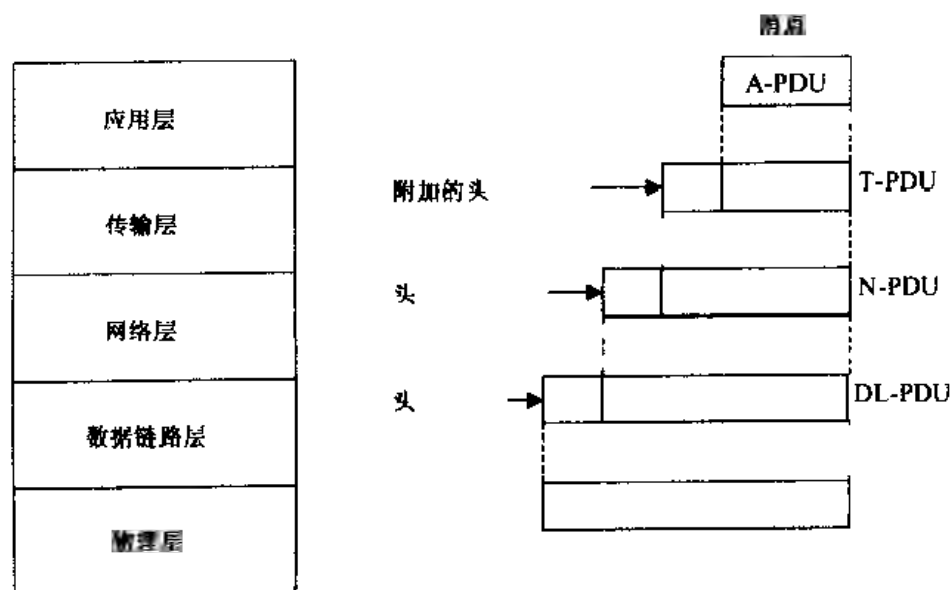 A-PDU
应用层
附加的头
T-PDU
传输层
头
N-PDU
网络层
头
DL-PDU
数据链路层
物理层